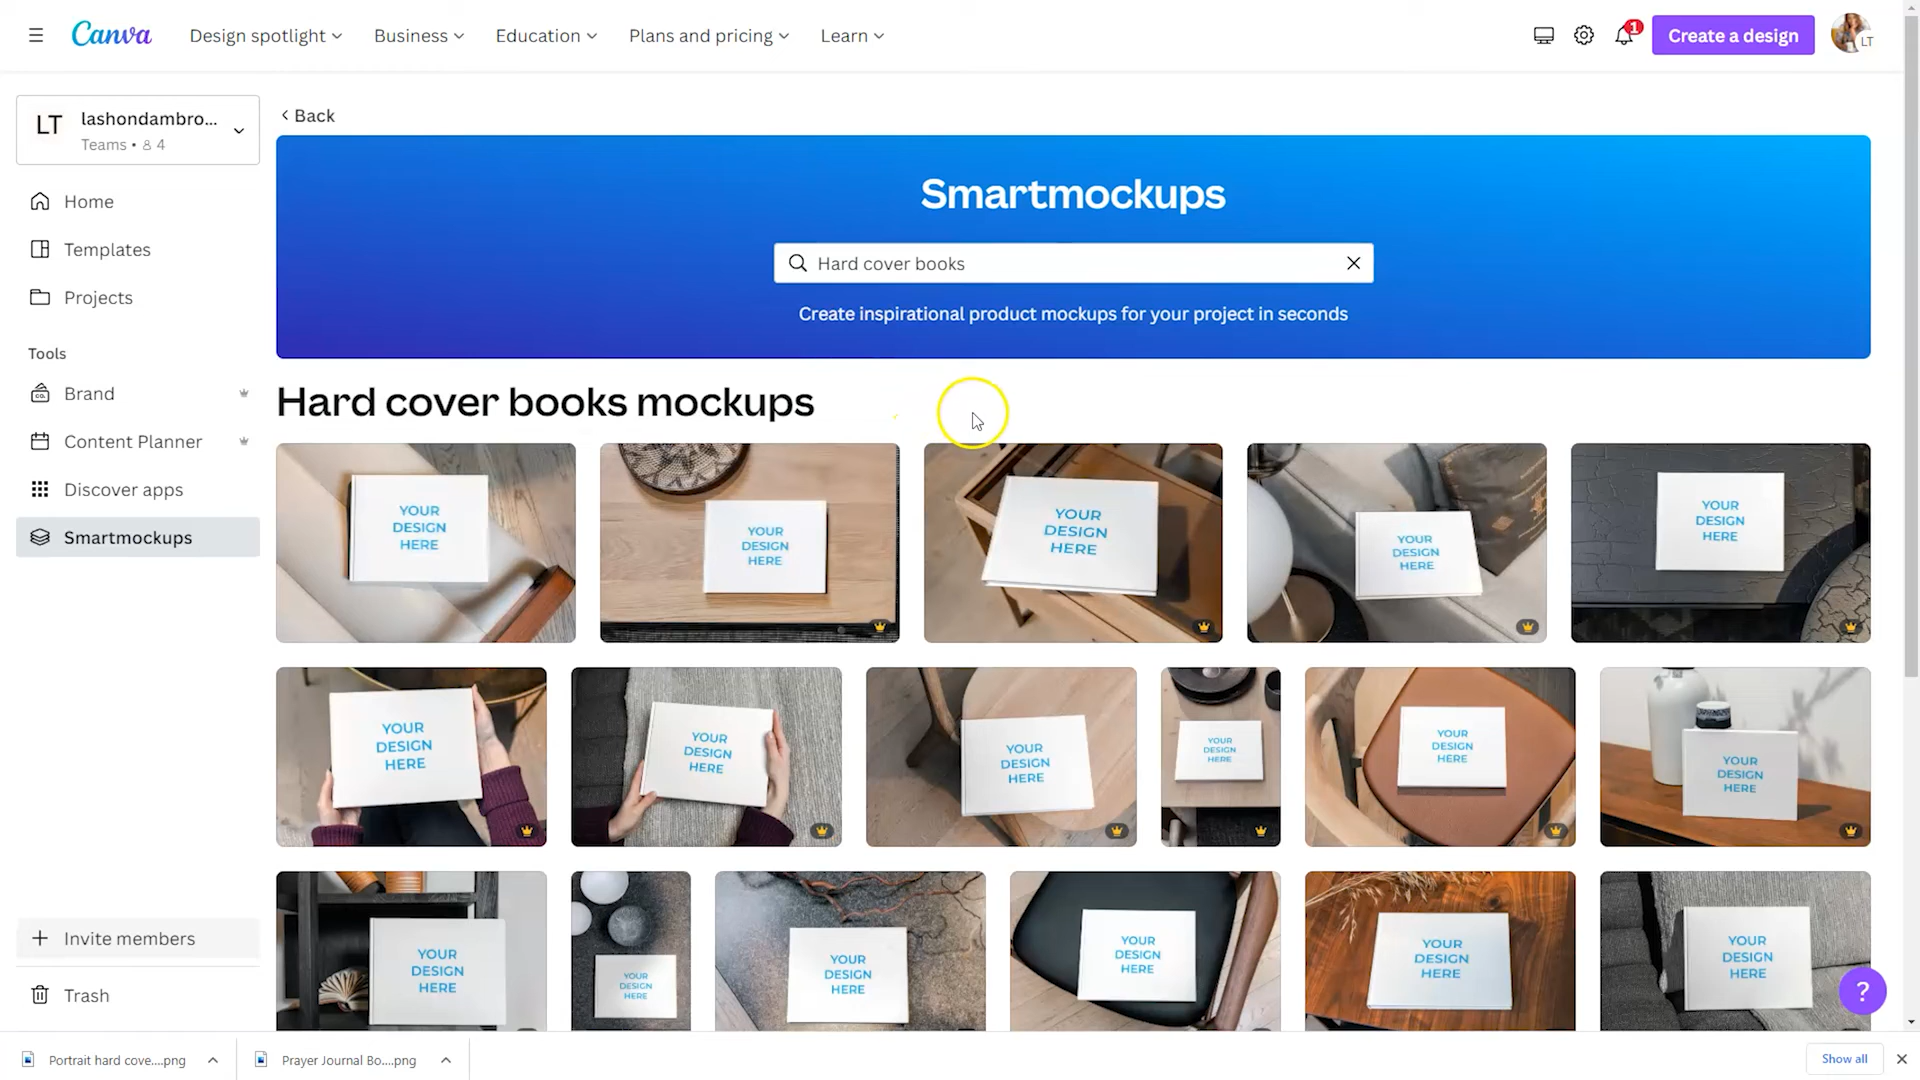 Canva
Design spotlight
Business
Education
Plans and pricing
Learn
1
Create a design
LT
LT
lashondambro...
Teams • 4
Home
Templates
Projects
Tools
Brand
Content Planner
Discover apps
Smartmockups
Invite members
Trash
Back
Smartmockups
Hard cover books
Create inspirational product mockups for your project in seconds
Hard cover books mockups
YOUR
DESIGN
HERE
YOUR
DESIGN
HERE
YOUR
DESIGN
HERE
YOUR
DESIGN
HERE
YOUR
DESIGN
HERE
YOUR
DESIGN
HERE
YOUR
DESIGN
HERE
YOUR
DESIGN
HERE
YOUR
DESIGN
HERE
YOUR
DESIGN
HERE
YOUR
DESIGN
HERE
YOUR
DESIGN
HERE
YOUR
DESIGN
HERE
YOUR
DESIGN
HERE
YOUR
DESIGN
HERE
YOUR
DESIGN
HERE
YOUR
DESIGN
HERE
?
Portrait hard cove....png
Prayer Journal Bo....png
Show all